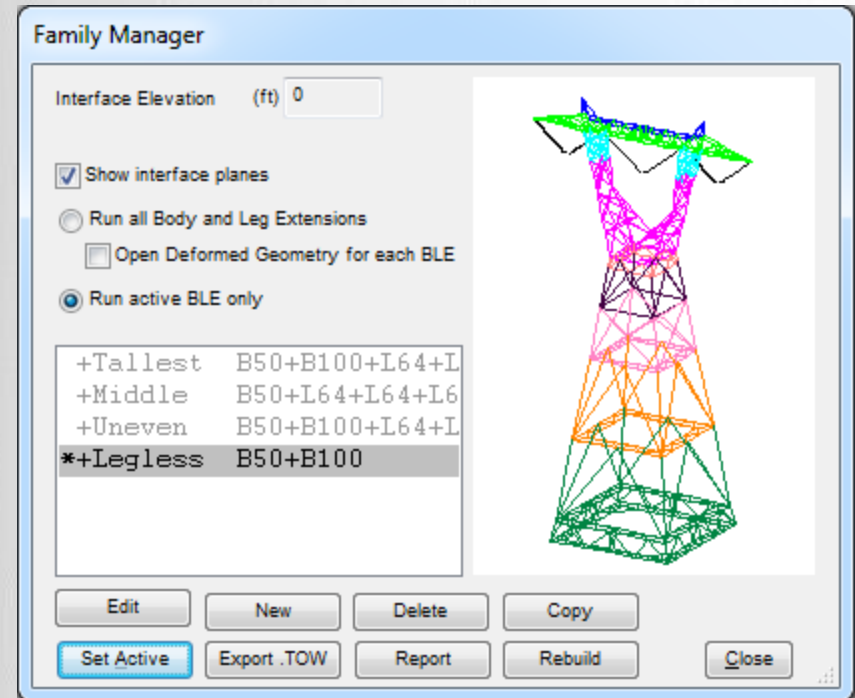 Family Manager
Interface Elevation (ft) 0
Show interface planes
Run all Body and Leg Extensions
Open Deformed Geometry for each BLE
Run active BLE only
+Tallest B50+B100+L64+L
+Middle B50+L64+L64+L6
+Uneven B50+B100+L64+L
*+Legless B50+B100
Edit New Delete Copy
Set Active Export .TOW Report Rebuild Close